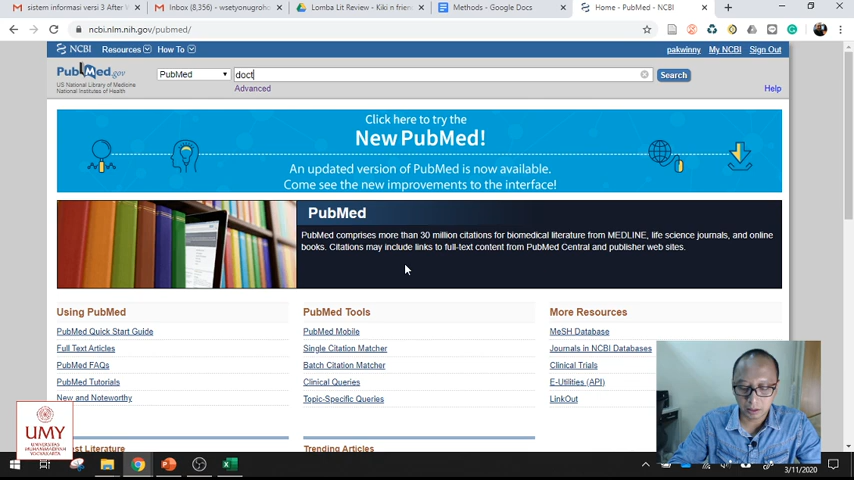 sistem informasi versi 3 After W
Inbox (8,356) - wsetyonugroho
Lomba Lit Review - Kiki n frien
Methods - Google Docs
Home - PubMed - NCBI
ncbi.nlm.nih.gov/pubmed/
NCBI Resources How To
pakwinny My NCBI Sign Out
PubMed.gov
US National Library of Medicine
National Institutes of Health
PubMed
doct
Search
Advanced
Help
Click here to try the
New PubMed!
An updated version of PubMed is now available.
Come see the new improvements to the interface!
PubMed
PubMed comprises more than 30 million citations for biomedical literature from MEDLINE, life science journals, and online
books. Citations may include links to full-text content from PubMed Central and publisher web sites.
Using PubMed
PubMed Quick Start Guide
Full Text Articles
PubMed FAQs
PubMed Tutorials
New and Noteworthy
PubMed Tools
PubMed Mobile
Single Citation Matcher
Batch Citation Matcher
Clinical Queries
Topic-Specific Queries
More Resources
MeSH Database
Journals in NCBI Databases
Clinical Trials
E-Utilities (API)
LinkOut
UMY
UNIVERSITAS
MUHAMMADIYAH
YOGYAKARTA
test Literature
Trending Articles
3/11/2020